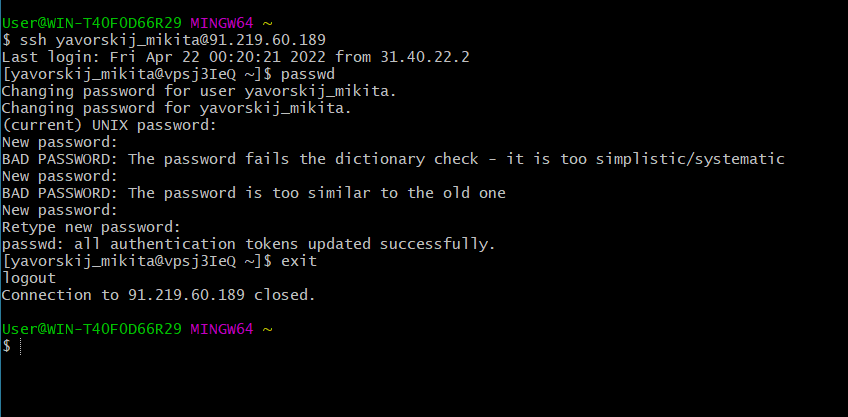 User@WIN-T40F0D66R29 MINGW64 ~
$ ssh yavorskij_mikita@91.219.60.189
Last login: Fri Apr 22 00:20:21 2022 from 31.40.22.2
[yavorskij_mikita@vpsj3IeQ ~]$ passwd
Changing password for user yavorskij_mikita.
Changing password for yavorskij_mikita.
(current) UNIX password:
New password:
BAD PASSWORD: The password fails the dictionary check - it is too simplistic/systematic
New password:
BAD PASSWORD: The password is too similar to the old one
New password:
Retype new password:
passwd: all authentication tokens updated successfully.
[yavorskij_mikita@vpsj3IeQ ~]$ exit
logout
Connection to 91.219.60.189 closed.
User@WIN-T40F0D66R29 MINGW64 ~
$